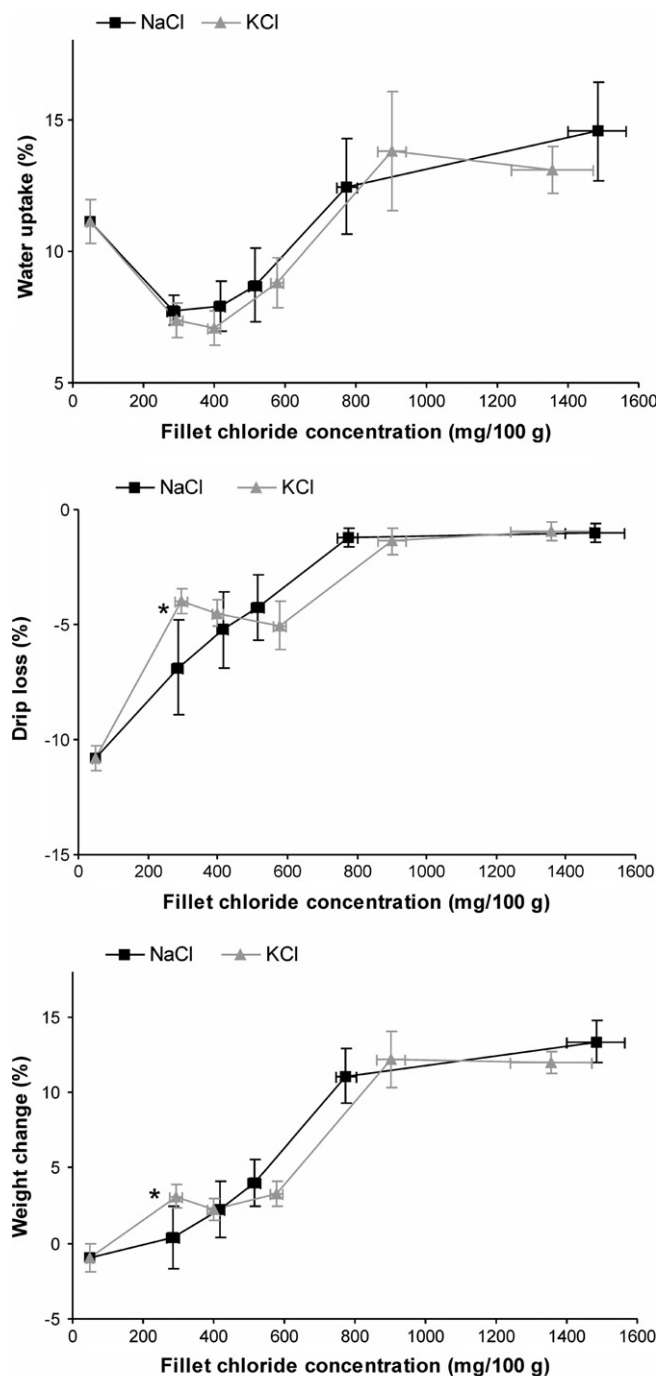 NaCl KCl
Water uptake (%)
15
10
5
0 200 400 600 800 1000 1200 1400 1600
Fillet chloride concentration (mg/100 g)
NaCl KCl
Drip loss (%)
-0
*
-5
-10
-15
0 200 400 600 800 1000 1200 1400 1600
Fillet chloride concentration (mg/100 g)
NaCl KCl
Weight change (%)
15
10
5
*
0
-5
0 200 400 600 800 1000 1200 1400 1600
Fillet chloride concentration (mg/100 g)